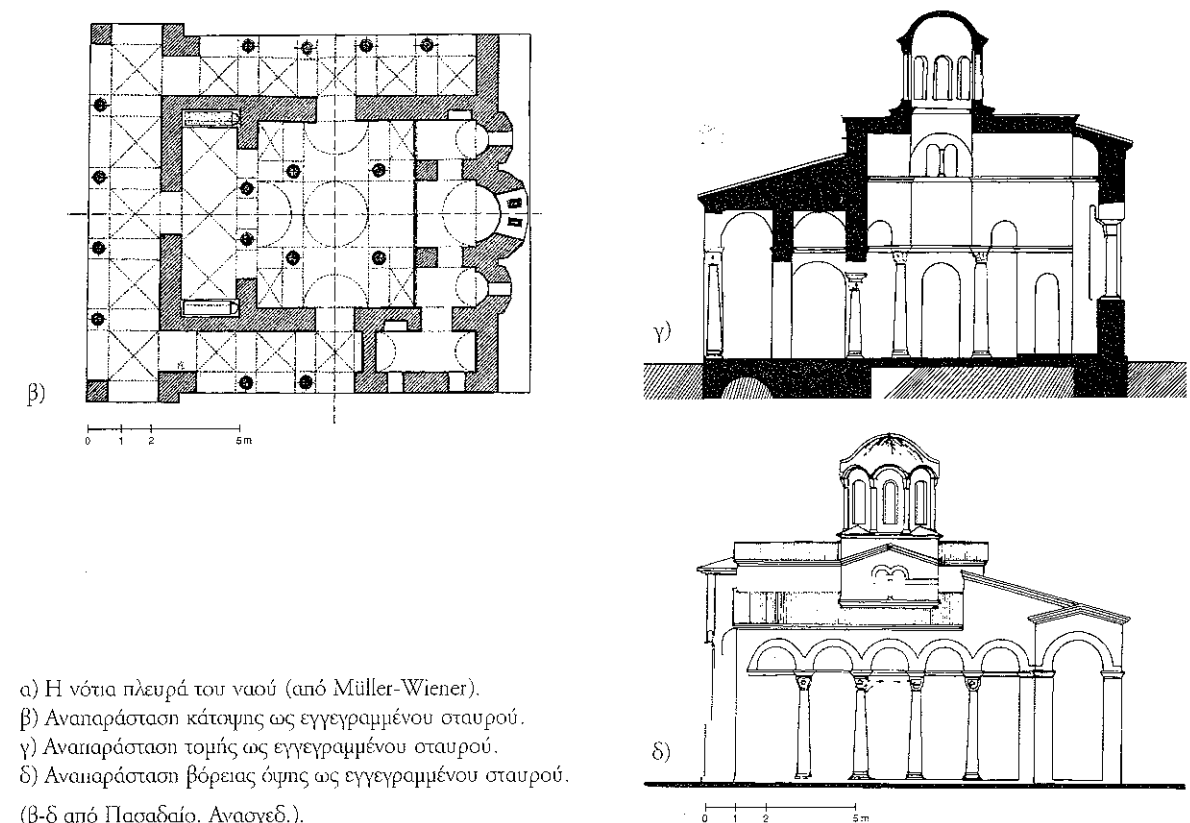 β)
0 1 2 5m
γ)
δ)
0 1 2 5m
α) Η νότια πλευρά του ναού (από Müller-Wiener).
β) Αναπαράσταση κάτοψης ως εγγεγραμμένου σταυρού.
γ) Αναπαράσταση τομής ως εγγεγραμμένου σταυρού.
δ) Αναπαράσταση βόρειας όψης ως εγγεγραμμένου σταυρού.
(β-δ από Πασαδαίο, Ανασχεδ.).